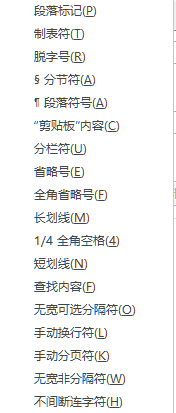 段落标记(P)
制表符(T)
脱字号(R)
§ 分节符(A)
¶ 段落符号(A)
“剪贴板”内容(C)
分栏符(U)
省略号(E)
全角省略号(F)
长划线(M)
1/4 全角空格(4)
短划线(N)
查找内容(F)
无宽可选分隔符(O)
手动换行符(L)
手动分页符(K)
无宽非分隔符(W)
不间断连字符(H)